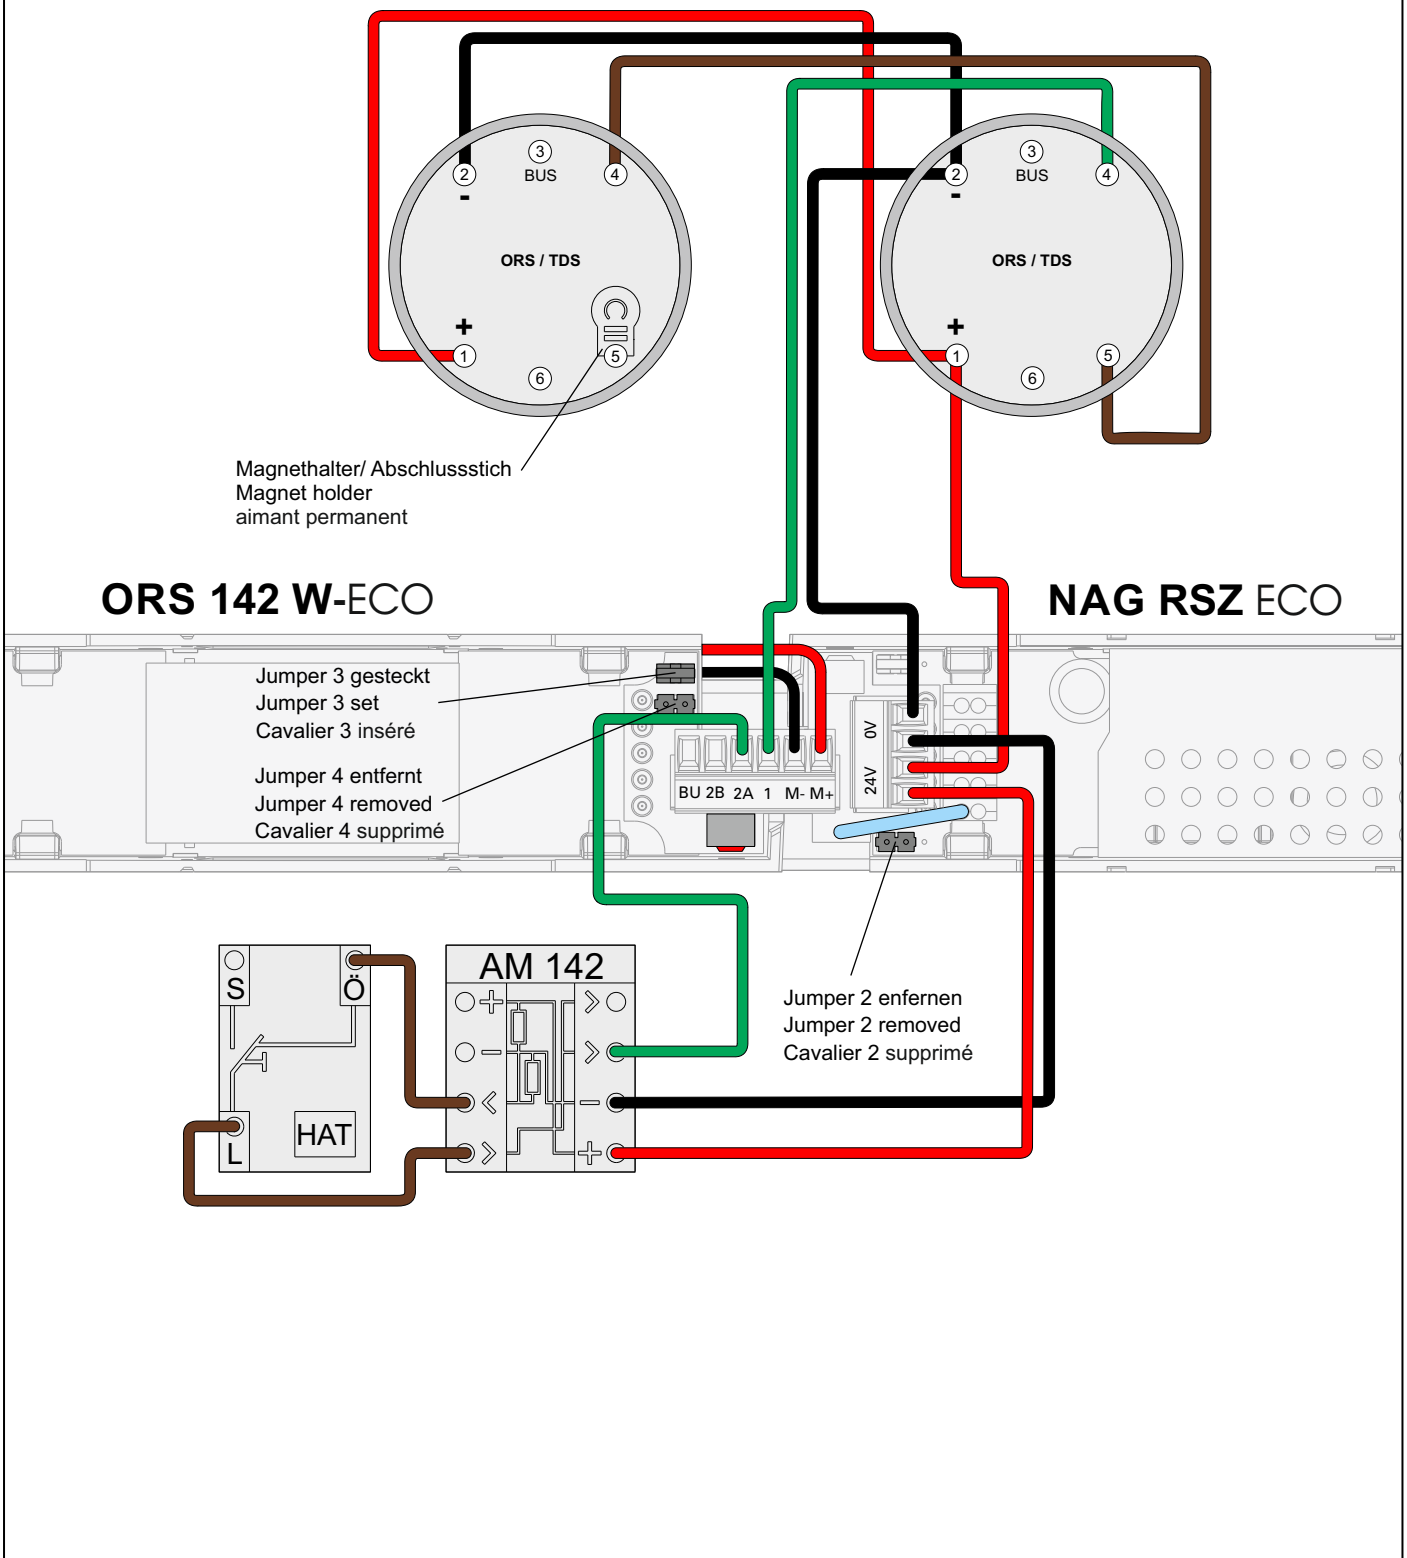 3
BUS
2
4
-
ORS / TDS
+
1
5
6
3
BUS
2
4
-
ORS / TDS
+
1
5
6
Magnethalter/ Abschlussstich
Magnet holder
aimant permanent
ORS 142 W-ECO
NAG RSZ ECO
Jumper 3 gesteckt
Jumper 3 set
Cavalier 3 inséré
Jumper 4 entfernt
Jumper 4 removed
Cavalier 4 supprimé
BU 2B 2A 1 M- M+
0V
24V
Jumper 2 enfernen
Jumper 2 removed
Cavalier 2 supprimé
S
Ö
L
HAT
AM 142
+ >
- >
< -
> +